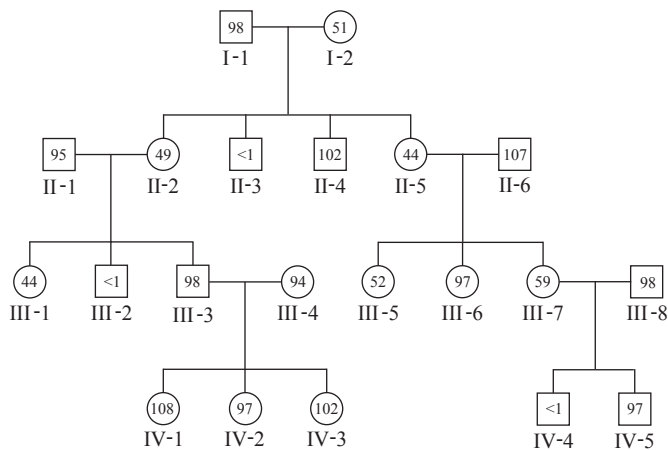 98 51
I-1 I-2
95 49 <1 102 44 107
II-1 II-2 II-3 II-4 II-5 II-6
44 <1 98 94 52 97 59 98
III-1 III-2 III-3 III-4 III-5 III-6 III-7 III-8
108 97 102 <1 97
IV-1 IV-2 IV-3 IV-4 IV-5